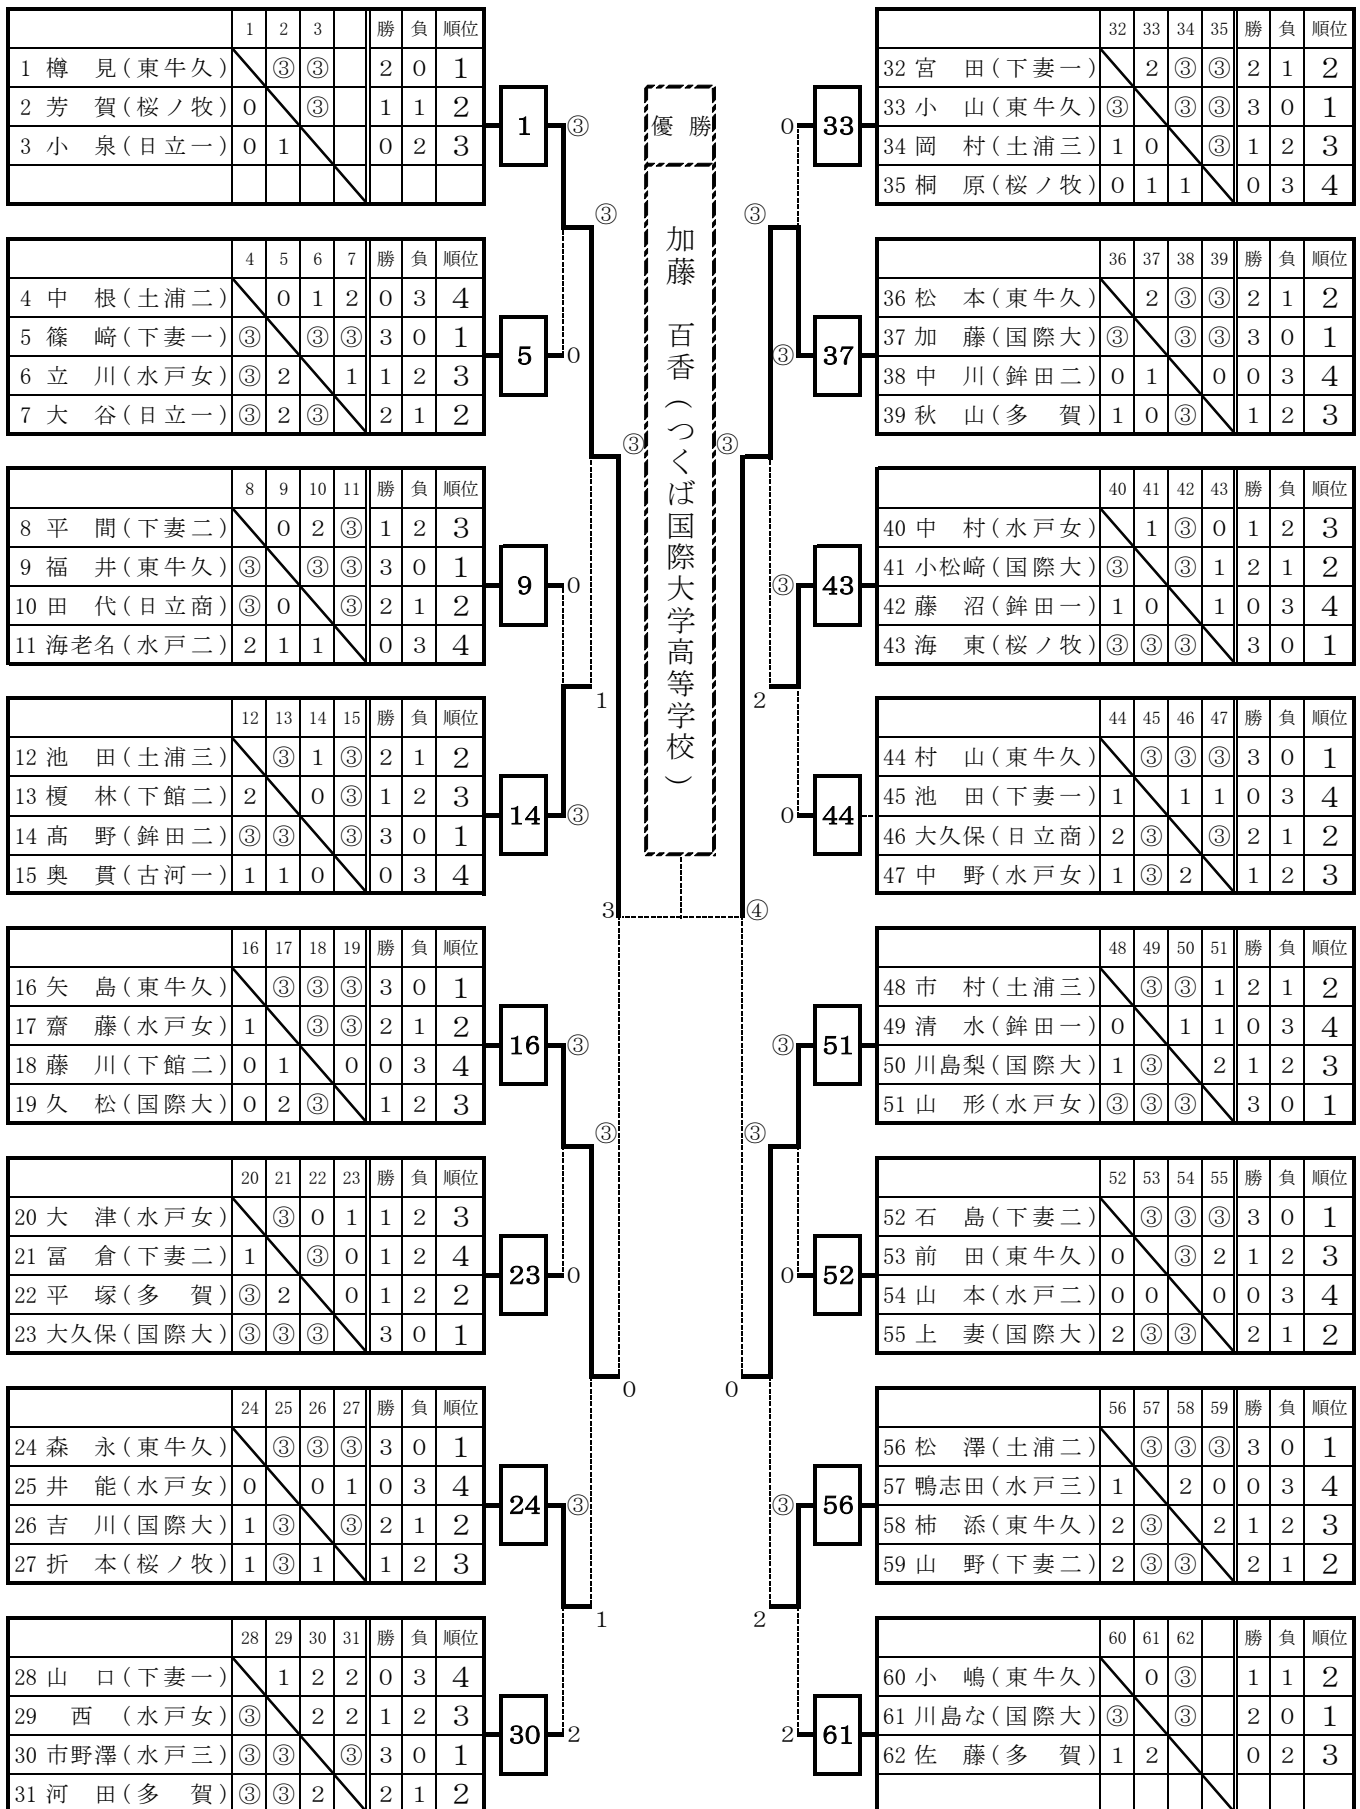 1 2 3 勝 負 順位
1 樽 見(東牛久) ③ ③ 2 0 1
2 芳 賀(桜ノ牧) 0 ③ 1 1 2
3 小 泉(日立一) 0 1 0 2 3
4 5 6 7 勝 負 順位
4 中 根(土浦二) 0 1 2 0 3 4
5 篠 﨑(下妻一) ③ ③ ③ 3 0 1
6 立 川(水戸女) ③ 2 1 1 2 3
7 大 谷(日立一) ③ 2 ③ 2 1 2
8 9 10 11 勝 負 順位
8 平 間(下妻二) 0 2 ③ 1 2 3
9 福 井(東牛久) ③ ③ ③ 3 0 1
10 田 代(日立商) ③ 0 ③ 2 1 2
11 海老名(水戸二) 2 1 1 0 3 4
12 13 14 15 勝 負 順位
12 池 田(土浦三) ③ 1 ③ 2 1 2
13 榎 林(下館二) 2 0 ③ 1 2 3
14 髙 野(鉾田二) ③ ③ ③ 3 0 1
15 奥 貫(古河一) 1 1 0 0 3 4
16 17 18 19 勝 負 順位
16 矢 島(東牛久) ③ ③ ③ 3 0 1
17 齋 藤(水戸女) 1 ③ ③ 2 1 2
18 藤 川(下館二) 0 1 0 0 3 4
19 久 松(国際大) 0 2 ③ 1 2 3
20 21 22 23 勝 負 順位
20 大 津(水戸女) ③ 0 1 1 2 3
21 冨 倉(下妻二) 1 ③ 0 1 2 4
22 平 塚(多 賀) ③ 2 0 1 2 2
23 大久保(国際大) ③ ③ ③ 3 0 1
24 25 26 27 勝 負 順位
24 森 永(東牛久) ③ ③ ③ 3 0 1
25 井 能(水戸女) 0 0 1 0 3 4
26 吉 川(国際大) 1 ③ ③ 2 1 2
27 折 本(桜ノ牧) 1 ③ 1 1 2 3
28 29 30 31 勝 負 順位
28 山 口(下妻一) 1 2 2 0 3 4
29 西 (水戸女) ③ 2 2 1 2 3
30 市野澤(水戸三) ③ ③ ③ 3 0 1
31 河 田(多 賀) ③ ③ 2 2 1 2
1 ③
③
5 0
③
9 0
1
14 ③
3
16 ③
③
23 0
0
24 ③
1
30 2
優 勝
加藤 百香(つくば国際大学高等学校)
0 33
③
③ 37
③
③ 43
2
0 44
④
③ 51
③
0 52
0
③ 56
2
2 61
32 33 34 35 勝 負 順位
32 宮 田(下妻一) 2 ③ ③ 2 1 2
33 小 山(東牛久) ③ ③ ③ 3 0 1
34 岡 村(土浦三) 1 0 ③ 1 2 3
35 桐 原(桜ノ牧) 0 1 1 0 3 4
36 37 38 39 勝 負 順位
36 松 本(東牛久) 2 ③ ③ 2 1 2
37 加 藤(国際大) ③ ③ ③ 3 0 1
38 中 川(鉾田二) 0 1 0 0 3 4
39 秋 山(多 賀) 1 0 ③ 1 2 3
40 41 42 43 勝 負 順位
40 中 村(水戸女) 1 ③ 0 1 2 3
41 小松﨑(国際大) ③ ③ 1 2 1 2
42 藤 沼(鉾田一) 1 0 1 0 3 4
43 海 東(桜ノ牧) ③ ③ ③ 3 0 1
44 45 46 47 勝 負 順位
44 村 山(東牛久) ③ ③ ③ 3 0 1
45 池 田(下妻一) 1 1 1 0 3 4
46 大久保(日立商) 2 ③ ③ 2 1 2
47 中 野(水戸女) 1 ③ 2 1 2 3
48 49 50 51 勝 負 順位
48 市 村(土浦三) ③ ③ 1 2 1 2
49 清 水(鉾田一) 0 1 1 0 3 4
50 川島梨(国際大) 1 ③ 2 1 2 3
51 山 形(水戸女) ③ ③ ③ 3 0 1
52 53 54 55 勝 負 順位
52 石 島(下妻二) ③ ③ ③ 3 0 1
53 前 田(東牛久) 0 ③ 2 1 2 3
54 山 本(水戸二) 0 0 0 0 3 4
55 上 妻(国際大) 2 ③ ③ 2 1 2
56 57 58 59 勝 負 順位
56 松 澤(土浦二) ③ ③ ③ 3 0 1
57 鴨志田(水戸三) 1 2 0 0 3 4
58 柿 添(東牛久) 2 ③ 2 1 2 3
59 山 野(下妻二) 2 ③ ③ 2 1 2
60 61 62 勝 負 順位
60 小 嶋(東牛久) 0 ③ 1 1 2
61 川島な(国際大) ③ ③ 2 0 1
62 佐 藤(多 賀) 1 2 0 2 3